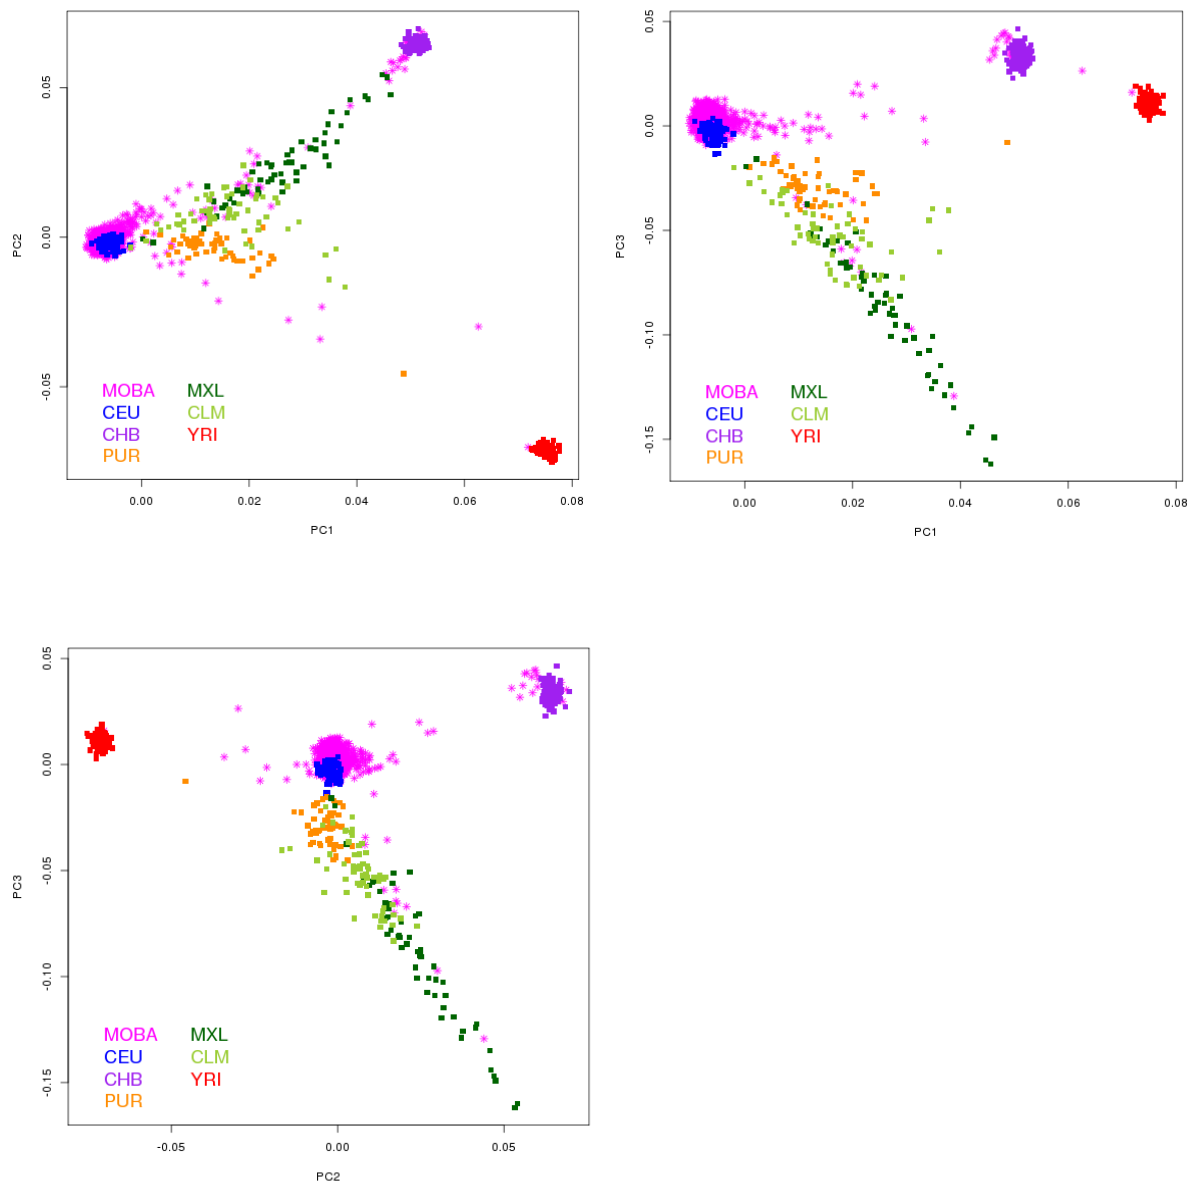 0.05
0.00
-0.05
PC2
MOBA MXL
CEU CLM
CHB YRI
PUR
0.00 0.02 0.04 0.06 0.08
PC1
0.05
0.00
-0.05
-0.10
-0.15
PC3
MOBA MXL
CEU CLM
CHB YRI
PUR
0.00 0.02 0.04 0.06 0.08
PC1
0.05
0.00
-0.05
-0.10
-0.15
PC3
MOBA MXL
CEU CLM
CHB YRI
PUR
-0.05 0.00 0.05
PC2